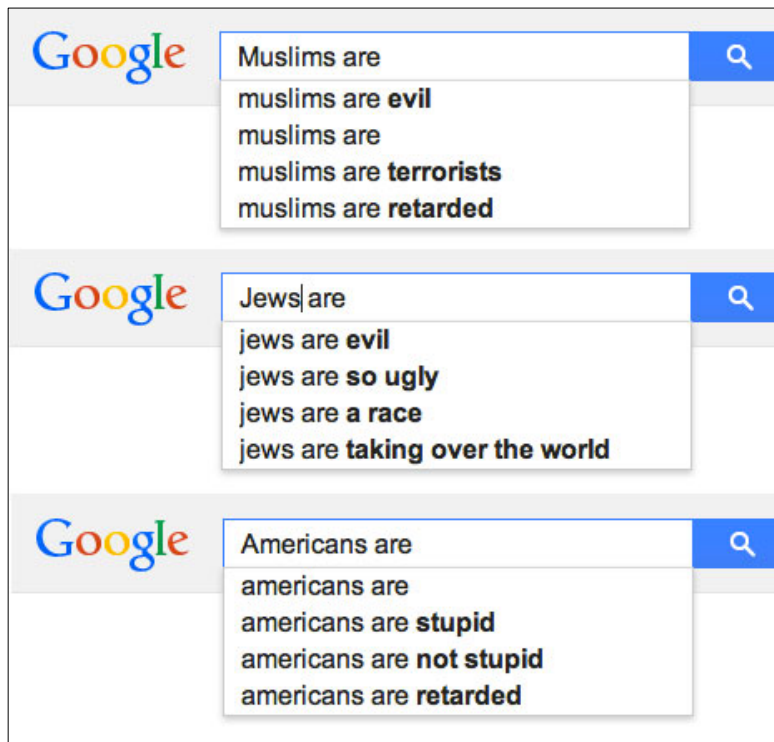 Google Muslims are
muslims are evil
muslims are
muslims are terrorists
muslims are retarded
Google Jews are
jews are evil
jews are so ugly
jews are a race
jews are taking over the world
Google Americans are
americans are
americans are stupid
americans are not stupid
americans are retarded